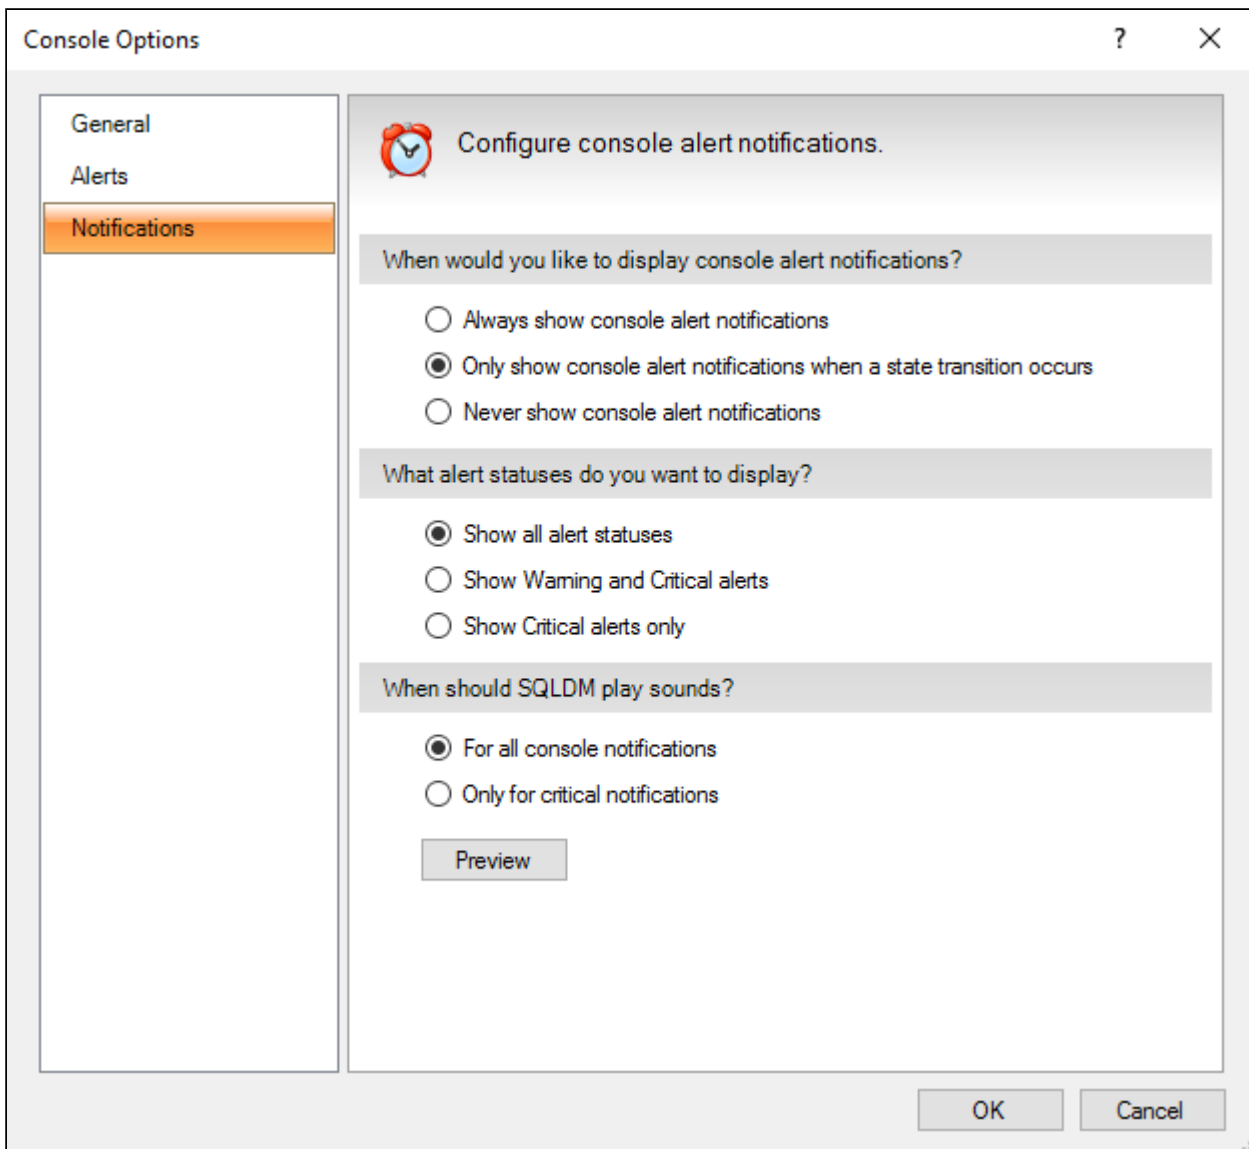 Console Options
?
General
Alerts
Notifications
Configure console alert notifications.
When would you like to display console alert notifications?
Always show console alert notifications
Only show console alert notifications when a state transition occurs
Never show console alert notifications
What alert statuses do you want to display?
Show all alert statuses
Show Warning and Critical alerts
Show Critical alerts only
When should SQLDM play sounds?
For all console notifications
Only for critical notifications
Preview
OK
Cancel